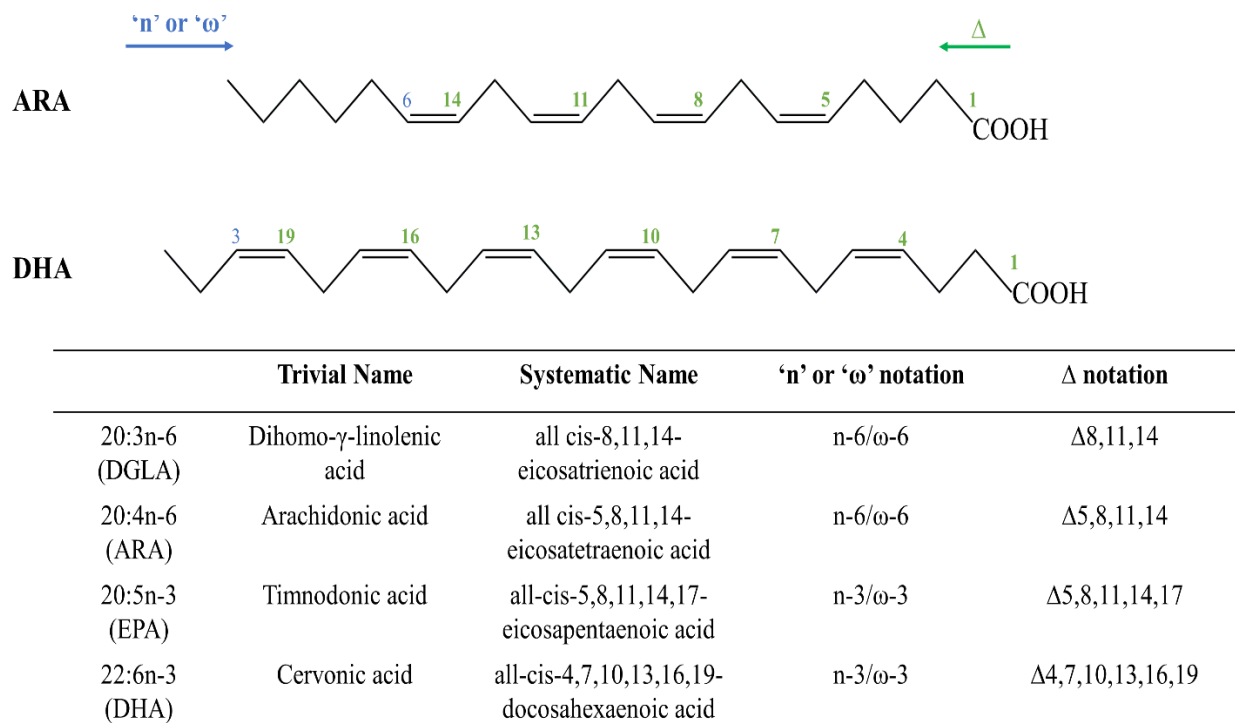 ‘n’ or ‘ω’ Δ
ARA
6 14 11 8 5 1
COOH
DHA
3 19 16 13 10 7 4 1
COOH
Trivial Name Systematic Name ‘n’ or ‘ω’ notation Δ notation
20:3n-6 Dihomo-γ-linolenic all cis-8,11,14- n-6/ω-6 Δ8,11,14
(DGLA) acid eicosatrienoic acid
20:4n-6 Arachidonic acid all cis-5,8,11,14- n-6/ω-6 Δ5,8,11,14
(ARA) eicosatetraenoic acid
20:5n-3 Timnodonic acid all-cis-5,8,11,14,17- n-3/ω-3 Δ5,8,11,14,17
(EPA) eicosapentaenoic acid
22:6n-3 Cervonic acid all-cis-4,7,10,13,16,19- n-3/ω-3 Δ4,7,10,13,16,19
(DHA) docosahexaenoic acid